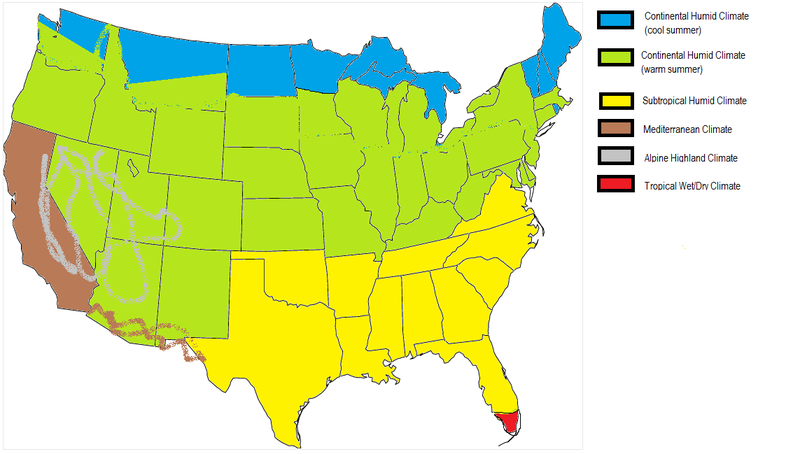 Continental Humid Climate
(cool summer)
Continental Humid Climate
(warm summer)
Subtropical Humid Climate
Mediterranean Climate
Alpine Highland Climate
Tropical Wet/Dry Climate